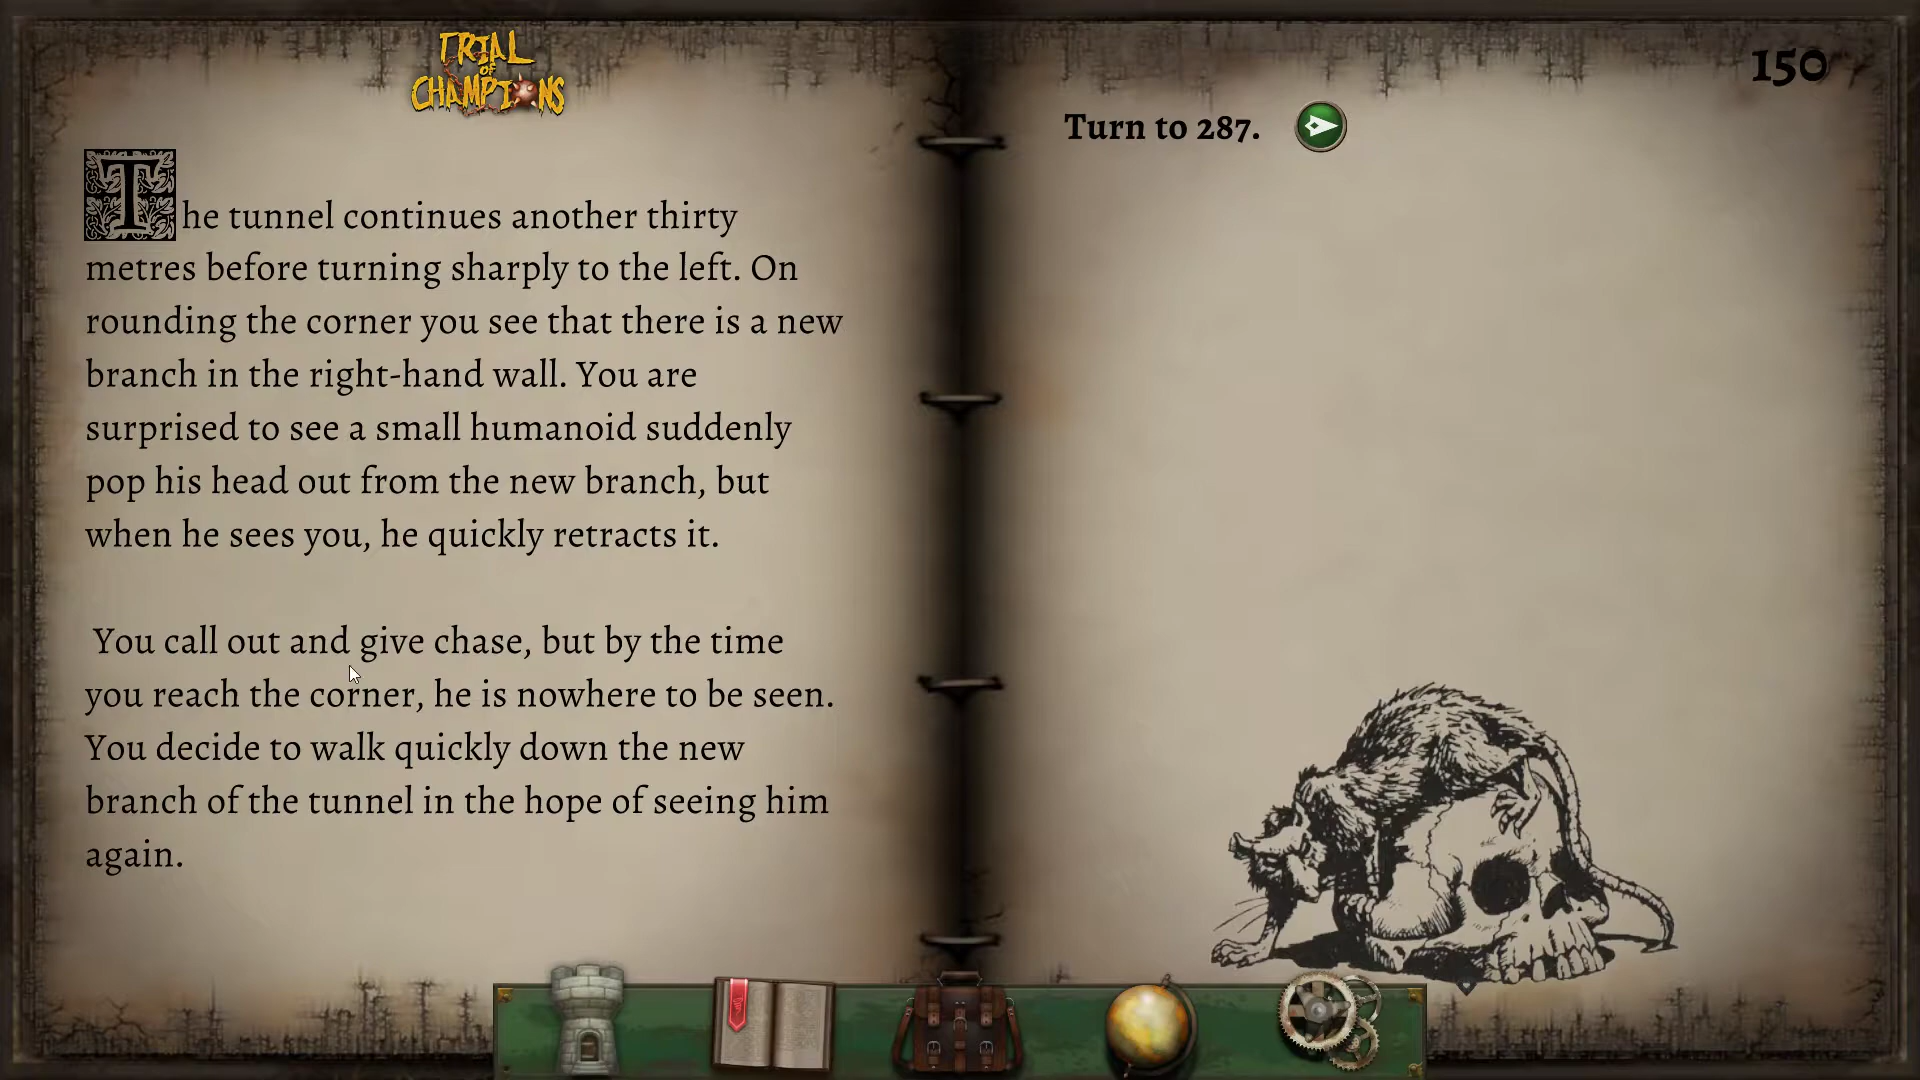 TRIAL
OF
CHAMPIONS
150
The tunnel continues another thirty
metres before turning sharply to the left. On
rounding the corner you see that there is a new
branch in the right-hand wall. You are
surprised to see a small humanoid suddenly
pop his head out from the new branch, but
when he sees you, he quickly retracts it.
You call out and give chase, but by the time
you reach the corner, he is nowhere to be seen.
You decide to walk quickly down the new
branch of the tunnel in the hope of seeing him
again.
Turn to 287.